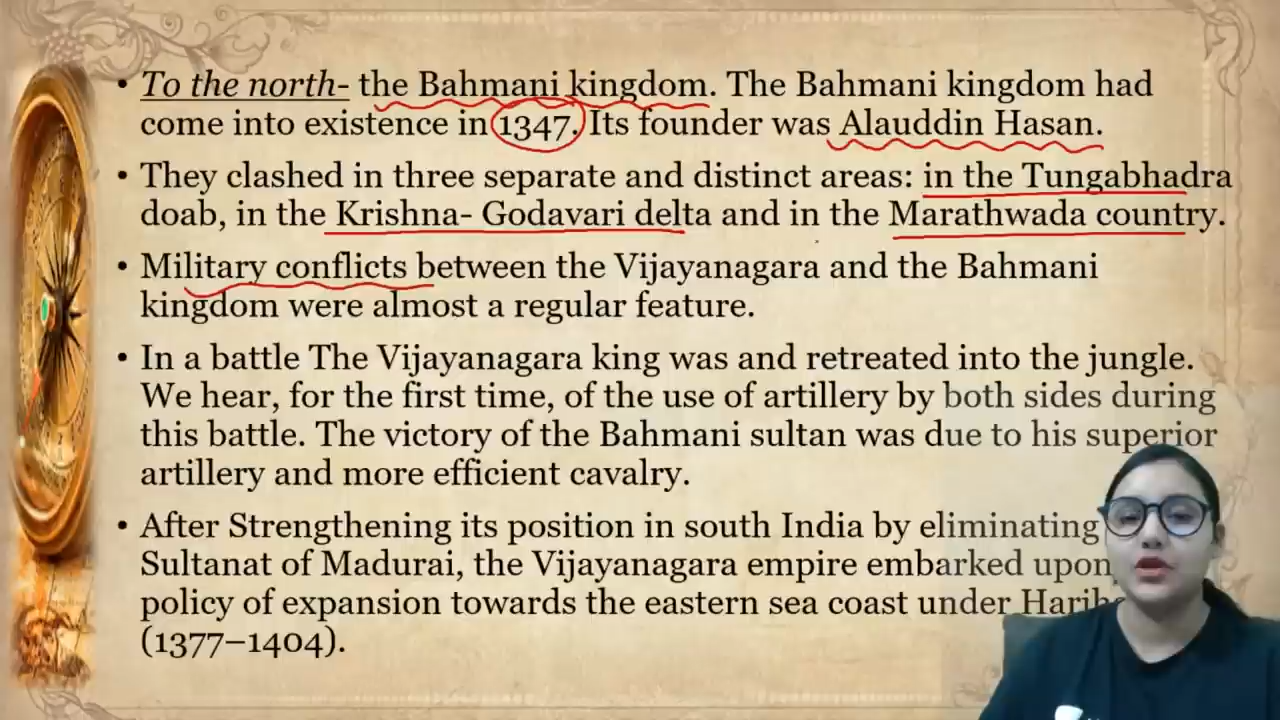 • To the north- the Bahmani kingdom. The Bahmani kingdom had
come into existence in 1347. Its founder was Alauddin Hasan.
• They clashed in three separate and distinct areas: in the Tungabhadra
doab, in the Krishna- Godavari delta and in the Marathwada country.
• Military conflicts between the Vijayanagara and the Bahmani
kingdom were almost a regular feature.
• In a battle The Vijayanagara king was and retreated into the jungle.
We hear, for the first time, of the use of artillery by both sides during
this battle. The victory of the Bahmani sultan was due to his superior
artillery and more efficient cavalry.
• After Strengthening its position in south India by eliminating
Sultanat of Madurai, the Vijayanagara empire embarked upon
policy of expansion towards the eastern sea coast under
(1377–1404).